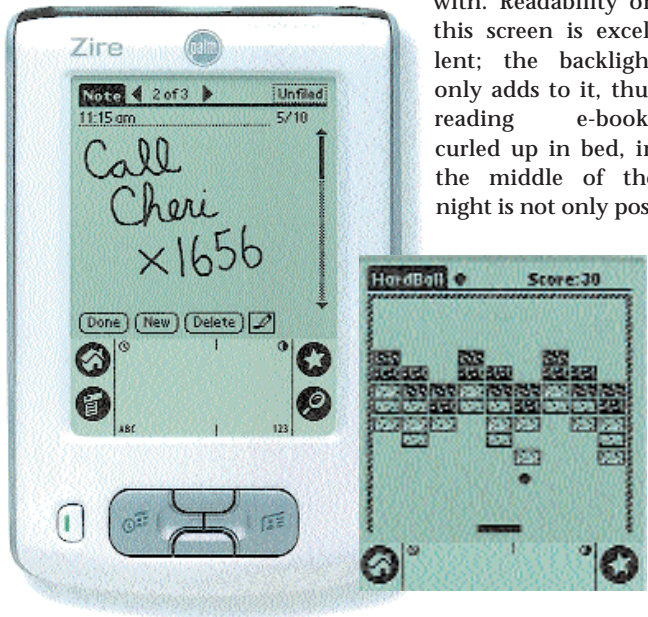 with. Readability of
this screen is excel
lent; the backligh
only adds to it, thu
reading e-book
curled up in bed, in
the middle of the
night is not only pos
Zire palm
Note 2 of 3 Unfiled
11:15 am 5/10
Call
Cheri
x1656
Done New Delete
ABC 123
HardBall Score:30